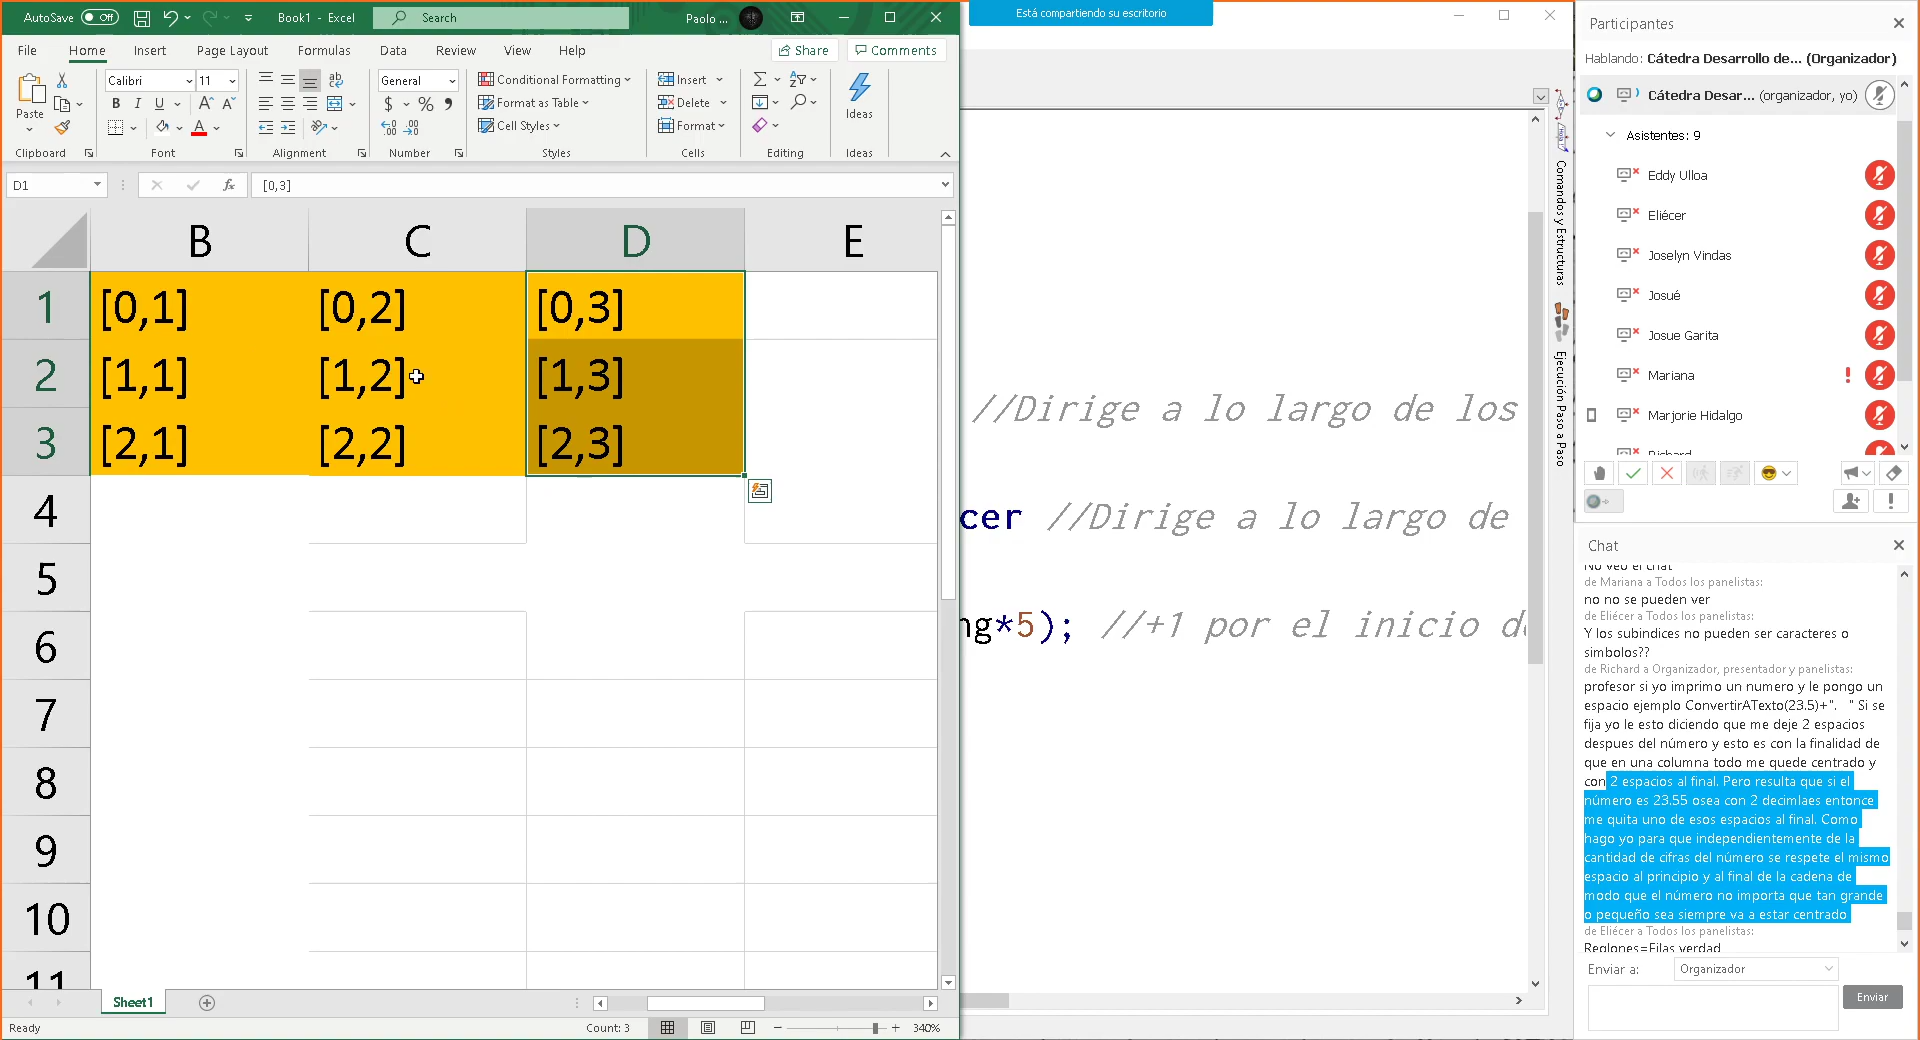 AutoSave Off Book1 - Excel Search Paolo ...
File Home Insert Page Layout Formulas Data Review View Help Share Comments
Paste
Clipboard
Calibri 11
B I U A A
A
Font
ab
Alignment
General
$ % 9
Number
Conditional Formatting
Format as Table
Cell Styles
Styles
Insert
Delete
Format
Cells
Editing
Ideas
Ideas
D1 fx [0,3]
B C D E
1 [0,1] [0,2] [0,3]
2 [1,1] [1,2] [1,3]
3 [2,1] [2,2] [2,3]
4
5
6
7
8
9
10
11
Sheet1
Ready Count: 3 340%
Está compartiendo su escritorio
//Dirige a lo largo de los
cer //Dirige a lo largo de
ng*5); //+1 por el inicio de
Comandos y Estructuras
Ejecución Paso a Paso
Participantes
Hablando: Cátedra Desarrollo de... (Organizador)
Cátedra Desar... (organizador, yo)
Asistentes: 9
Eddy Ulloa
Eliécer
Joselyn Vindas
Josué
Josue Garita
Mariana
Marjorie Hidalgo
Richard
Chat
No veo el chat
de Mariana a Todos los panelistas:
no no se pueden ver
de Eliécer a Todos los panelistas:
Y los subindices no pueden ser caracteres o
simbolos??
de Richard a Organizador, presentador y panelistas:
profesor si yo imprimo un numero y le pongo un
espacio ejemplo ConvertirATexto(23.5)+".   " Si se
fija yo le esto diciendo que me deje 2 espacios
despues del número y esto es con la finalidad de
que en una columna todo me quede centrado y
con 2 espacios al final. Pero resulta que si el
número es 23.55 osea con 2 decimlaes entonce
me quita uno de esos espacios al final. Como
hago yo para que independientemente de la
cantidad de cifras del número se respete el mismo
espacio al principio y al final de la cadena de
modo que el número no importa que tan grande
o pequeño sea siempre va a estar centrado
de Eliécer a Todos los panelistas:
Reglones=Filas verdad
Enviar a: Organizador
Enviar